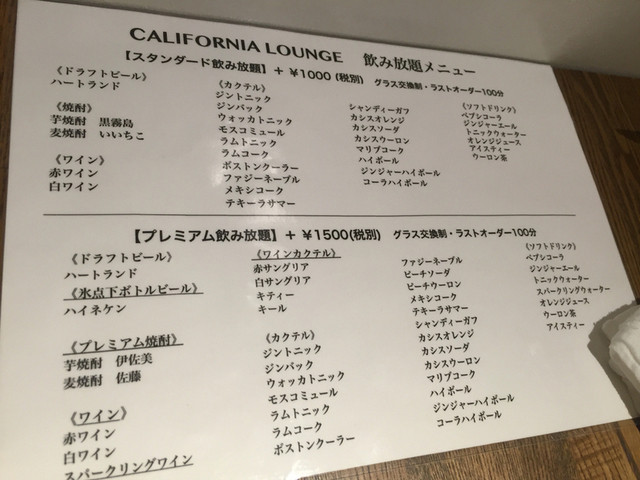 CALIFORNIA LOUNGE 飲み放題メニュー
【スタンダード飲み放題】+ ¥1000 (税別) グラス交換制・ラストオーダー100分
《ドラフトビール》
ハートランド
《焼酎》
芋焼酎 黒霧島
麦焼酎 いいちこ
《ワイン》
赤ワイン
白ワイン
《カクテル》
ジントニック
ジンバック
ウォッカトニック
モスコミュール
ラムトニック
ラムコーク
ボストンクーラー
ファジーネーブル
メキシコーク
テキーラサマー
シャンディーガフ
カシスオレンジ
カシスソーダ
カシスウーロン
マリブコーク
ハイボール
ジンジャーハイボール
コーラハイボール
《ソフトドリンク》
ペプシコーラ
ジンジャーエール
トニックウォーター
オレンジジュース
アイスティー
ウーロン茶
【プレミアム飲み放題】+ ¥1500(税別) グラス交換制・ラストオーダー100分
《ドラフトビール》
ハートランド
《氷点下ボトルビール》
ハイネケン
《プレミアム焼酎》
芋焼酎 伊佐美
麦焼酎 佐藤
《ワイン》
赤ワイン
白ワイン
スパークリングワイン
《ワインカクテル》
赤サングリア
白サングリア
キティー
キール
《カクテル》
ジントニック
ジンバック
ウォッカトニック
モスコミュール
ラムトニック
ラムコーク
ボストンクーラー
ファジーネーブル
ピーチソーダ
ピーチウーロン
メキシコーク
テキーラサマー
シャンディーガフ
カシスオレンジ
カシスソーダ
カシスウーロン
マリブコーク
ハイボール
ジンジャーハイボール
コーラハイボール
《ソフトドリンク》
ペプシコーラ
ジンジャーエール
トニックウォーター
スパークリングウォーター
オレンジジュース
ウーロン茶
アイスティー